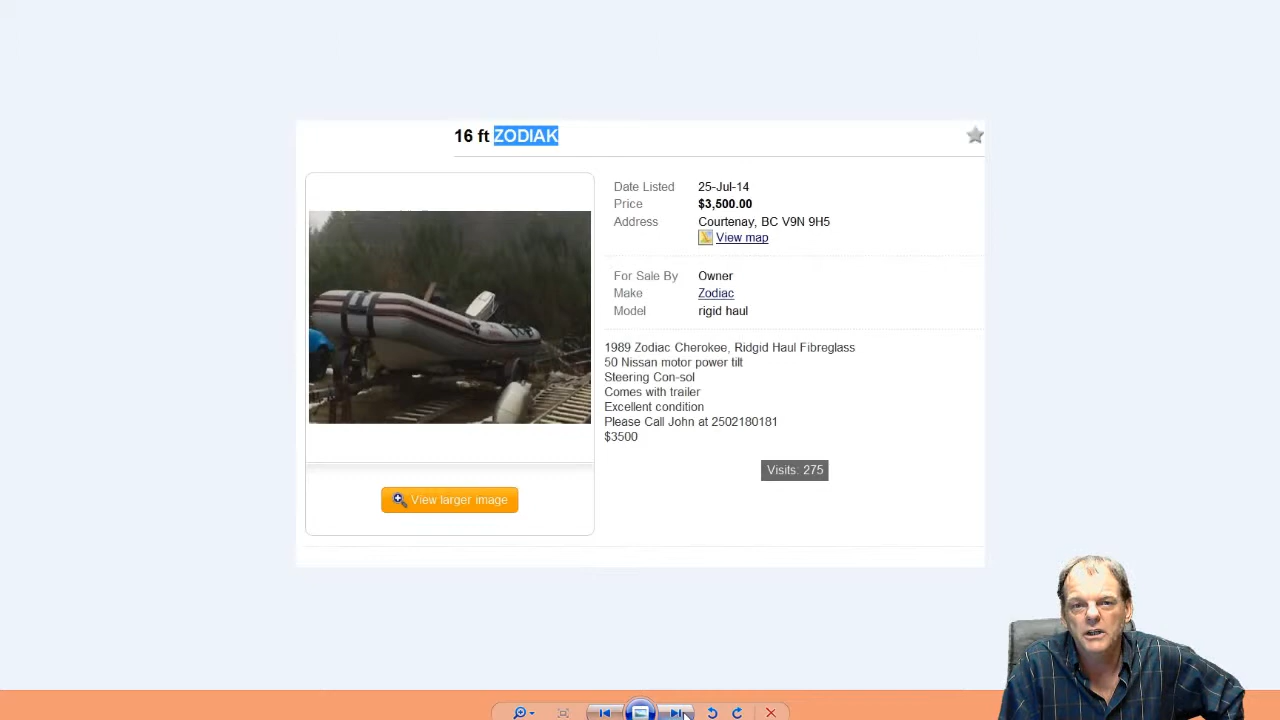 16 ft ZODIAK
Date Listed 25-Jul-14
Price $3,500.00
Address Courtenay, BC V9N 9H5
View map
For Sale By Owner
Make Zodiac
Model rigid haul
1989 Zodiac Cherokee, Ridgid Haul Fibreglass
50 Nissan motor power tilt
Steering Con-sol
Comes with trailer
Excellent condition
Please Call John at 2502180181
$3500
Visits: 275
View larger image